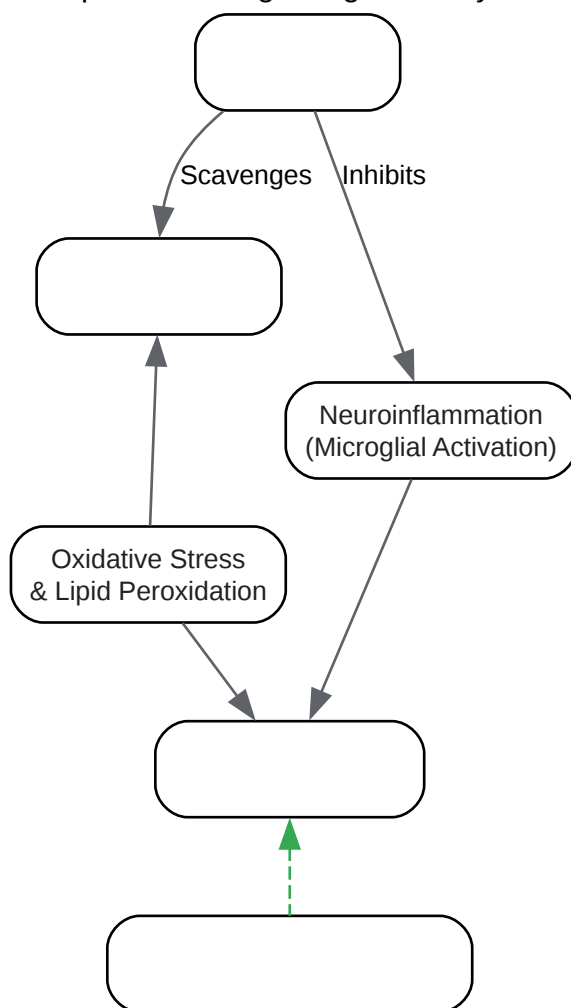 Scavenges
Inhibits
Neuroinflammation
(Microglial Activation)
Oxidative Stress
& Lipid Peroxidation